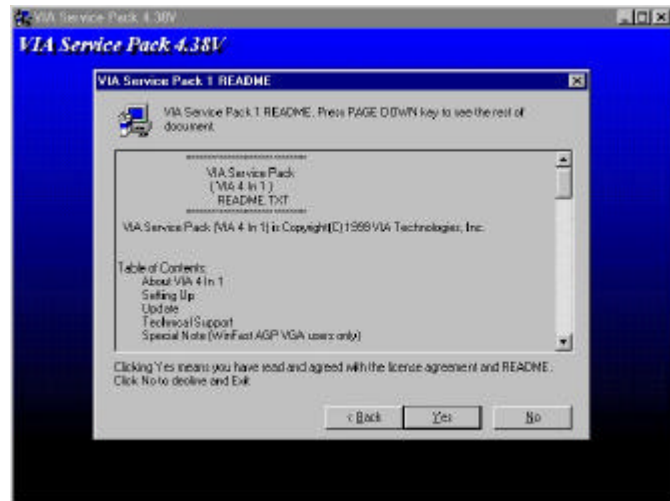 VIA Service Pack 4.38V
VIA Service Pack 4.38V
VIA Service Pack 1 README
VIA Service Pack 1 README. Press PAGE DOWN key to see the rest of
document.
VIA Service Pack
( VIA 4 In 1 )
README.TXT
VIA Service Pack (VIA 4 In 1) is Copyright(C) 1999 VIA Technologies, Inc.
Table of Contents:
About VIA 4 In 1
Setting Up
Update
Technical Support
Special Note (WinFast AGP VGA users only)
Clicking Yes means you have read and agreed with the license agreement and README.
Click No to decline and Exit
< Back
Yes
No